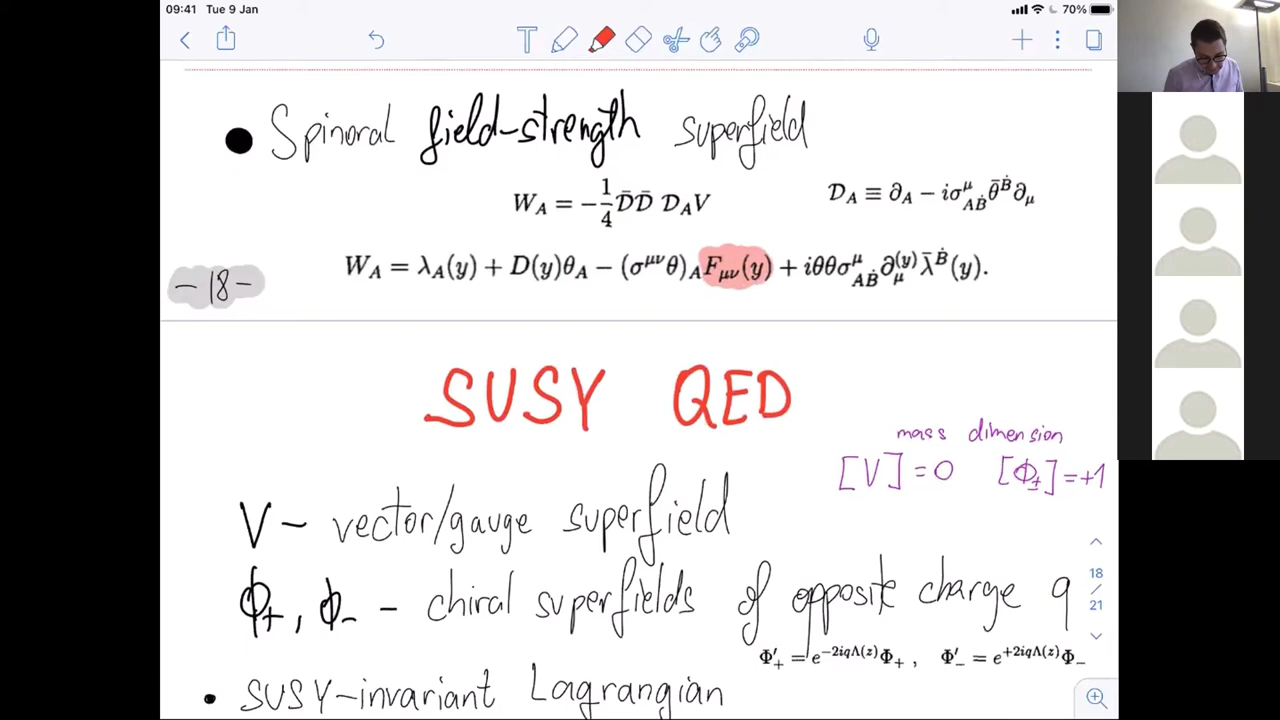 09:41 Tue 9 Jan
70%
Spinoral field-strength superfield
W_A = −1/4 D̄D̄ D_A V
D_A ≡ ∂_A − iσ^μ_{AḂ} θ̄^Ḃ ∂_μ
W_A = λ_A(y) + D(y)θ_A − (σ^{μν}θ)_A F_{μν}(y) + iθθσ^μ_{AḂ} ∂_μ^{(y)} λ̄^Ḃ(y).
-18-
SUSY QED
mass dimension
[V] = 0 [Φ_±] = +1
V – vector/gauge superfield
Φ_+, Φ_- – chiral superfields of opposite charge q
Φ'_+ = e^{−2iqΛ(z)}Φ_+ , Φ'_− = e^{+2iqΛ(z)}Φ_−
• SUSY-invariant Lagrangian
18
/
21